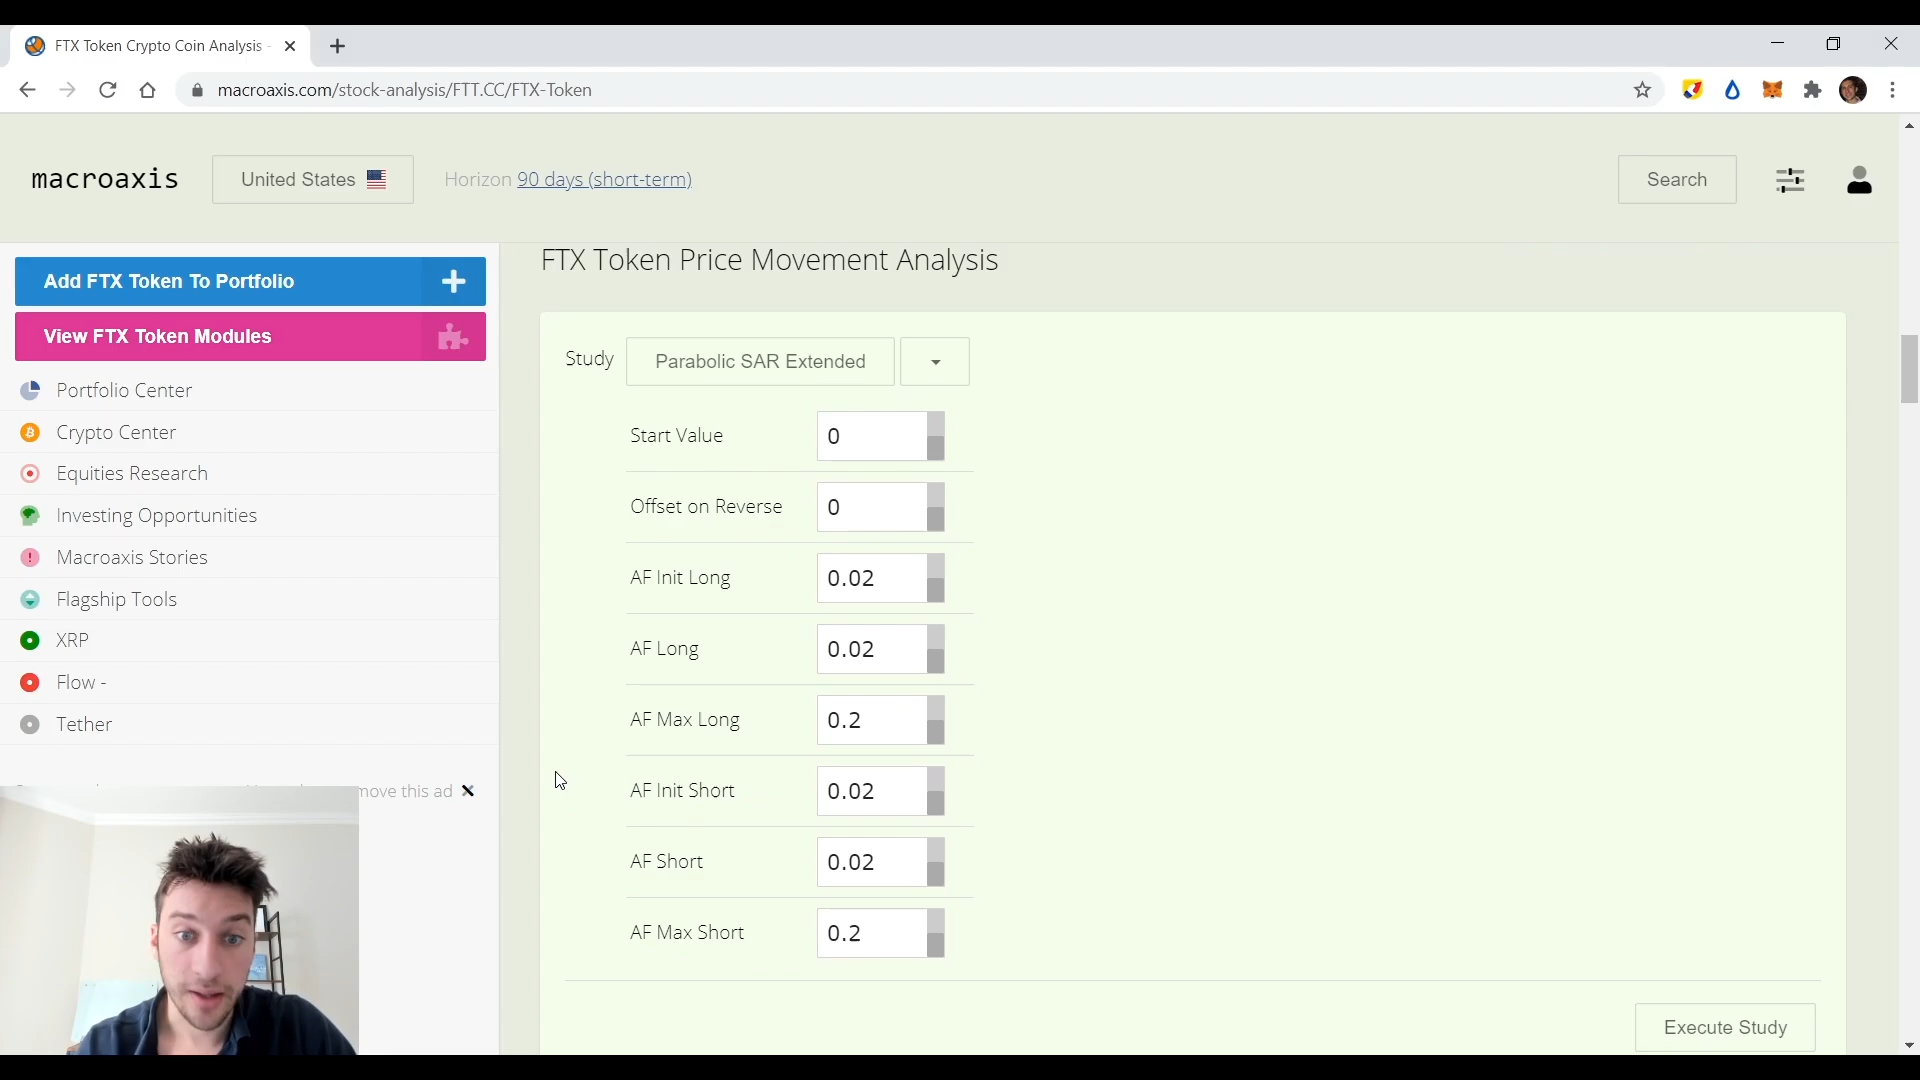 FTX Token Crypto Coin Analysis -
macroaxis.com/stock-analysis/FTT.CC/FTX-Token
macroaxis
United States
Horizon 90 days (short-term)
Search
Add FTX Token To Portfolio
View FTX Token Modules
Portfolio Center
Crypto Center
Equities Research
Investing Opportunities
Macroaxis Stories
Flagship Tools
XRP
Flow -
Tether
move this ad
FTX Token Price Movement Analysis
Study Parabolic SAR Extended
Start Value 0
Offset on Reverse 0
AF Init Long 0.02
AF Long 0.02
AF Max Long 0.2
AF Init Short 0.02
AF Short 0.02
AF Max Short 0.2
Execute Study